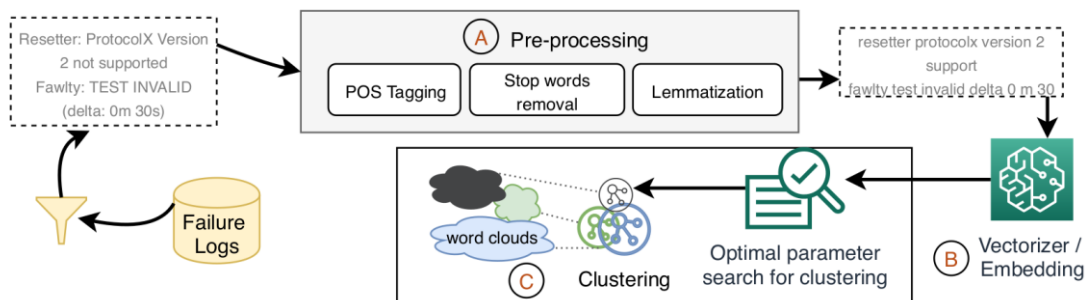 Resetter: ProtocolX Version
2 not supported
Fawlty: TEST INVALID
(delta: 0m 30s)
A Pre-processing
POS Tagging
Stop words
removal
Lemmatization
resetter protocolx version 2
support
fawlty test invalid delta 0 m 30
Failure
Logs
word clouds
C Clustering
Optimal parameter
search for clustering
B Vectorizer /
Embedding